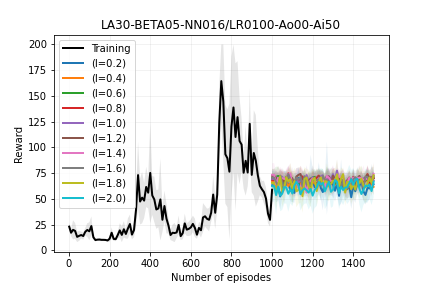 LA30-BETA05-NN016/LR0100-Ao00-Ai50
Reward
200
175
150
125
100
75
50
25
0
Training
(l=0.2)
(l=0.4)
(l=0.6)
(l=0.8)
(l=1.0)
(l=1.2)
(l=1.4)
(l=1.6)
(l=1.8)
(l=2.0)
0 200 400 600 800 1000 1200 1400
Number of episodes